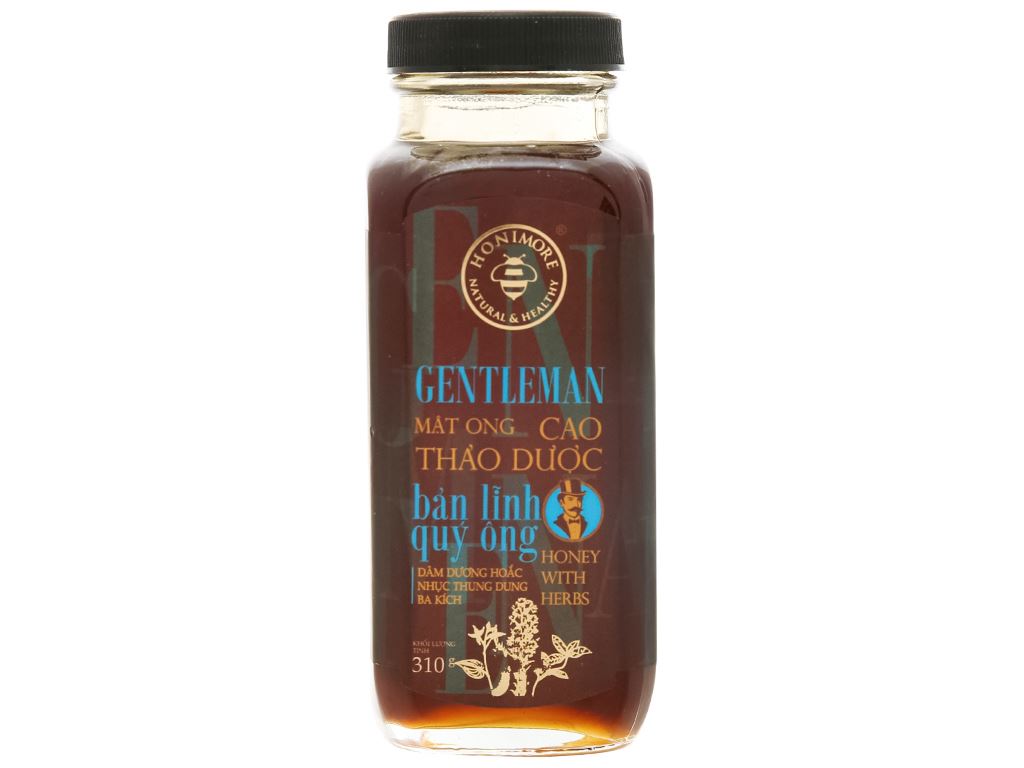 HONIMORE
®
NATURAL & HEALTHY
GENTLEMAN
MẬT ONG CAO
THẢO DƯỢC
bản lĩnh
quý ông
HONEY
WITH
HERBS
DÂM DƯƠNG HOẮC
NHỤC THUNG DUNG
BA KÍCH
KHỐI LƯỢNG
TỊNH
310 g